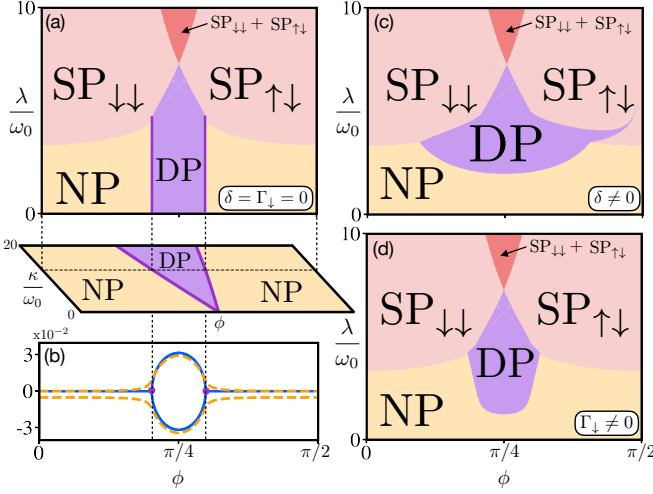 (a)
10
SP↓↓ + SP↑↓
SP↓↓
SP↑↓
λ/ω₀
NP
DP
δ = Γ↓ = 0
0
20
κ/ω₀
0
NP
DP
NP
ϕ
(b)
x10⁻²
3
0
-3
0
π/4
π/2
ϕ
(c)
10
SP↓↓ + SP↑↓
SP↓↓
SP↑↓
λ/ω₀
DP
NP
δ ≠ 0
0
(d)
10
SP↓↓ + SP↑↓
SP↓↓
SP↑↓
λ/ω₀
DP
NP
Γ↓ ≠ 0
0
0
π/4
π/2
ϕ